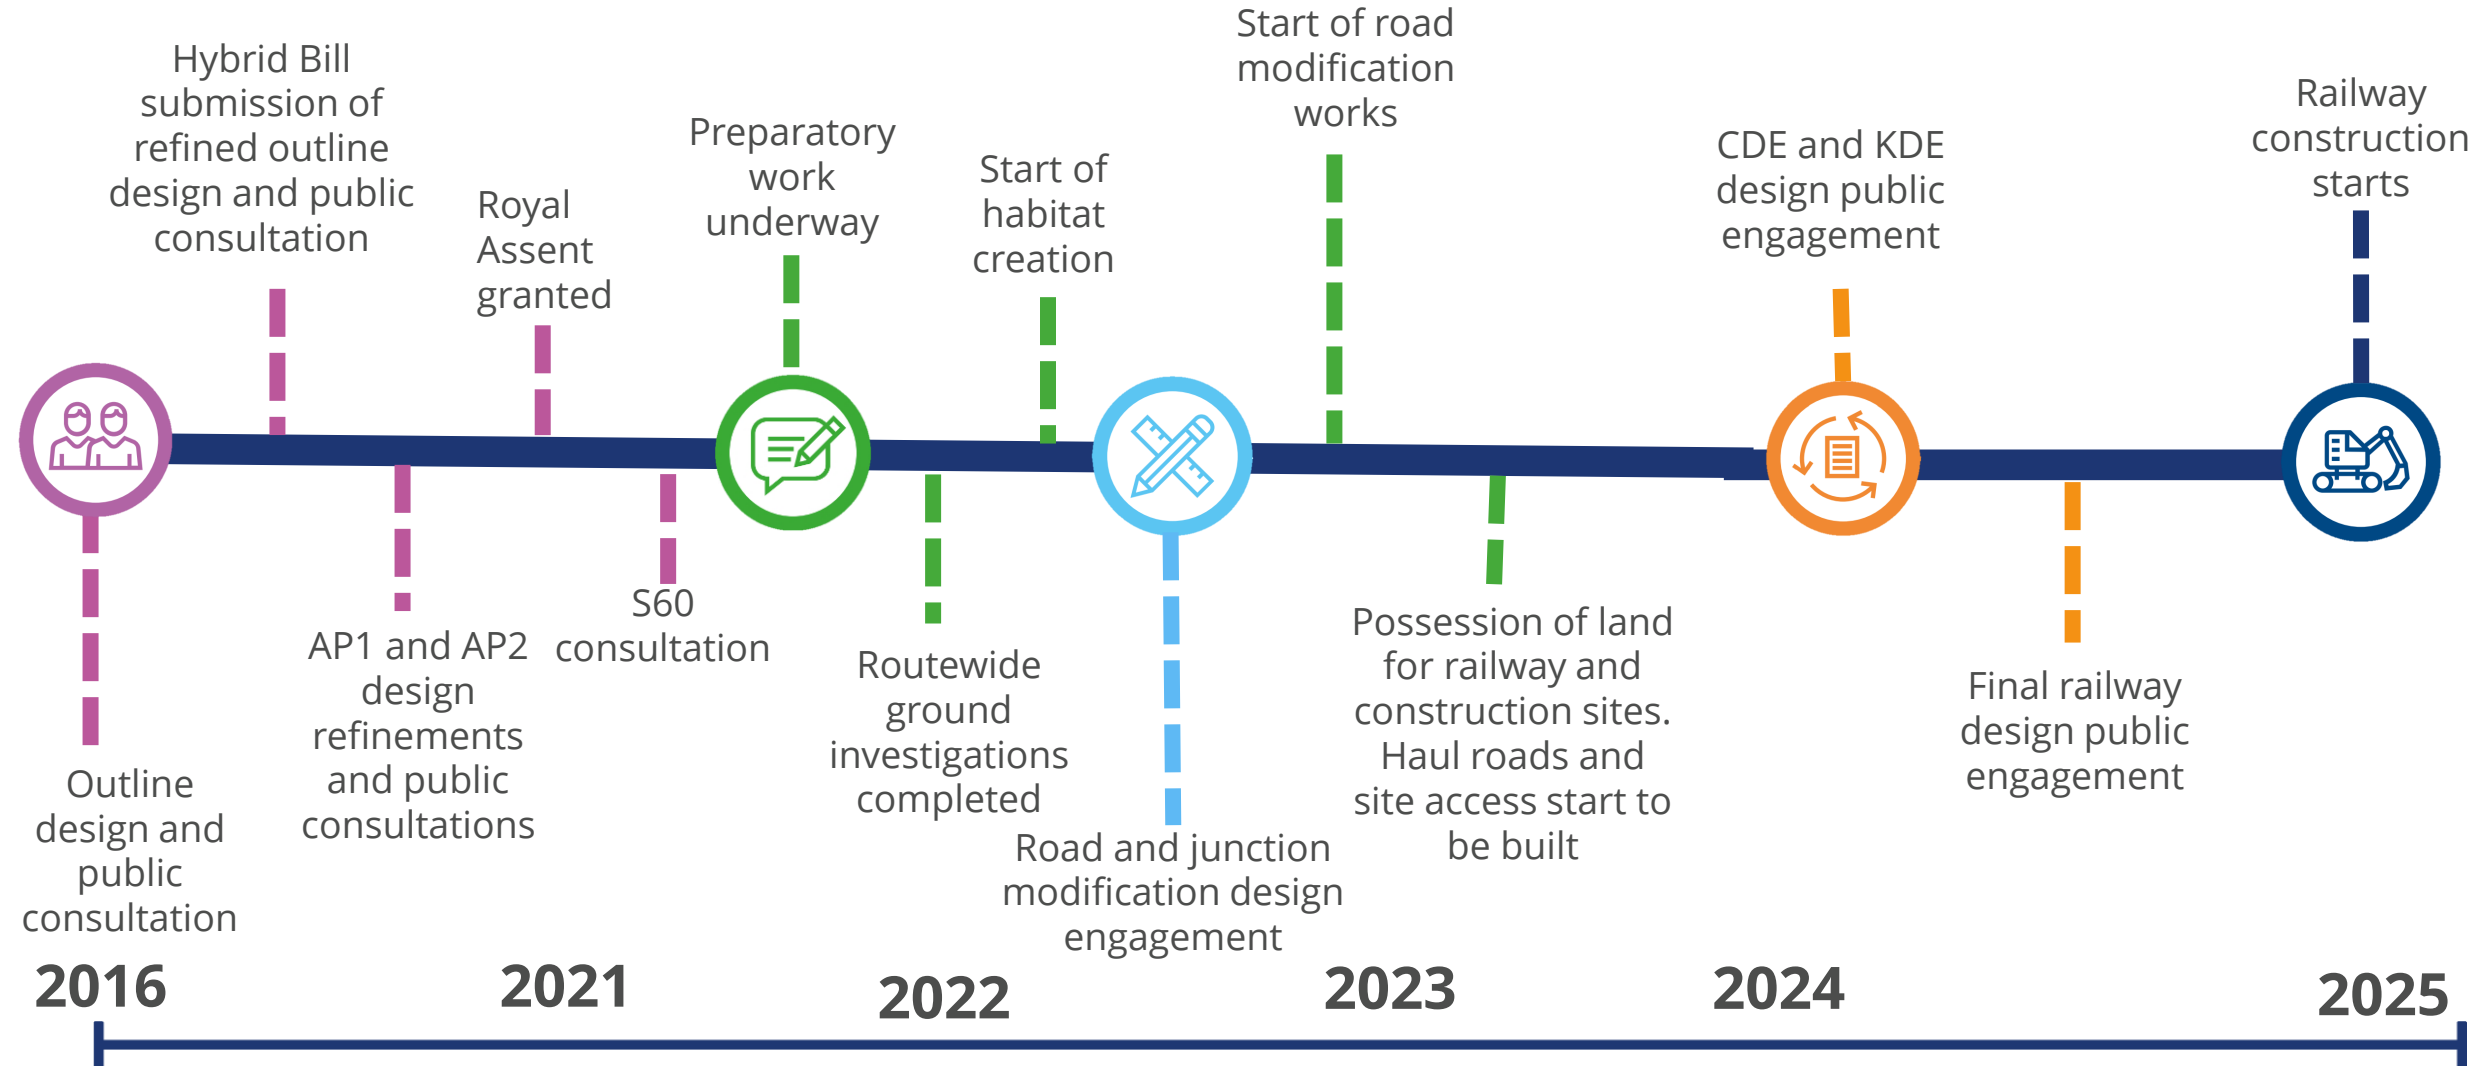 Hybrid Bill
submission of
refined outline
design and public
consultation
Royal
Assent
granted
Preparatory
work
underway
Start of
habitat
creation
Start of road
modification
works
CDE and KDE
design public
engagement
Railway
construction
starts
Outline
design and
public
consultation
AP1 and AP2
design
refinements
and public
consultations
S60
consultation
Routewide
ground
investigations
completed
Road and junction
modification design
engagement
Possession of land
for railway and
construction sites.
Haul roads and
site access start to
be built
Final railway
design public
engagement
2016
2021
2022
2023
2024
2025